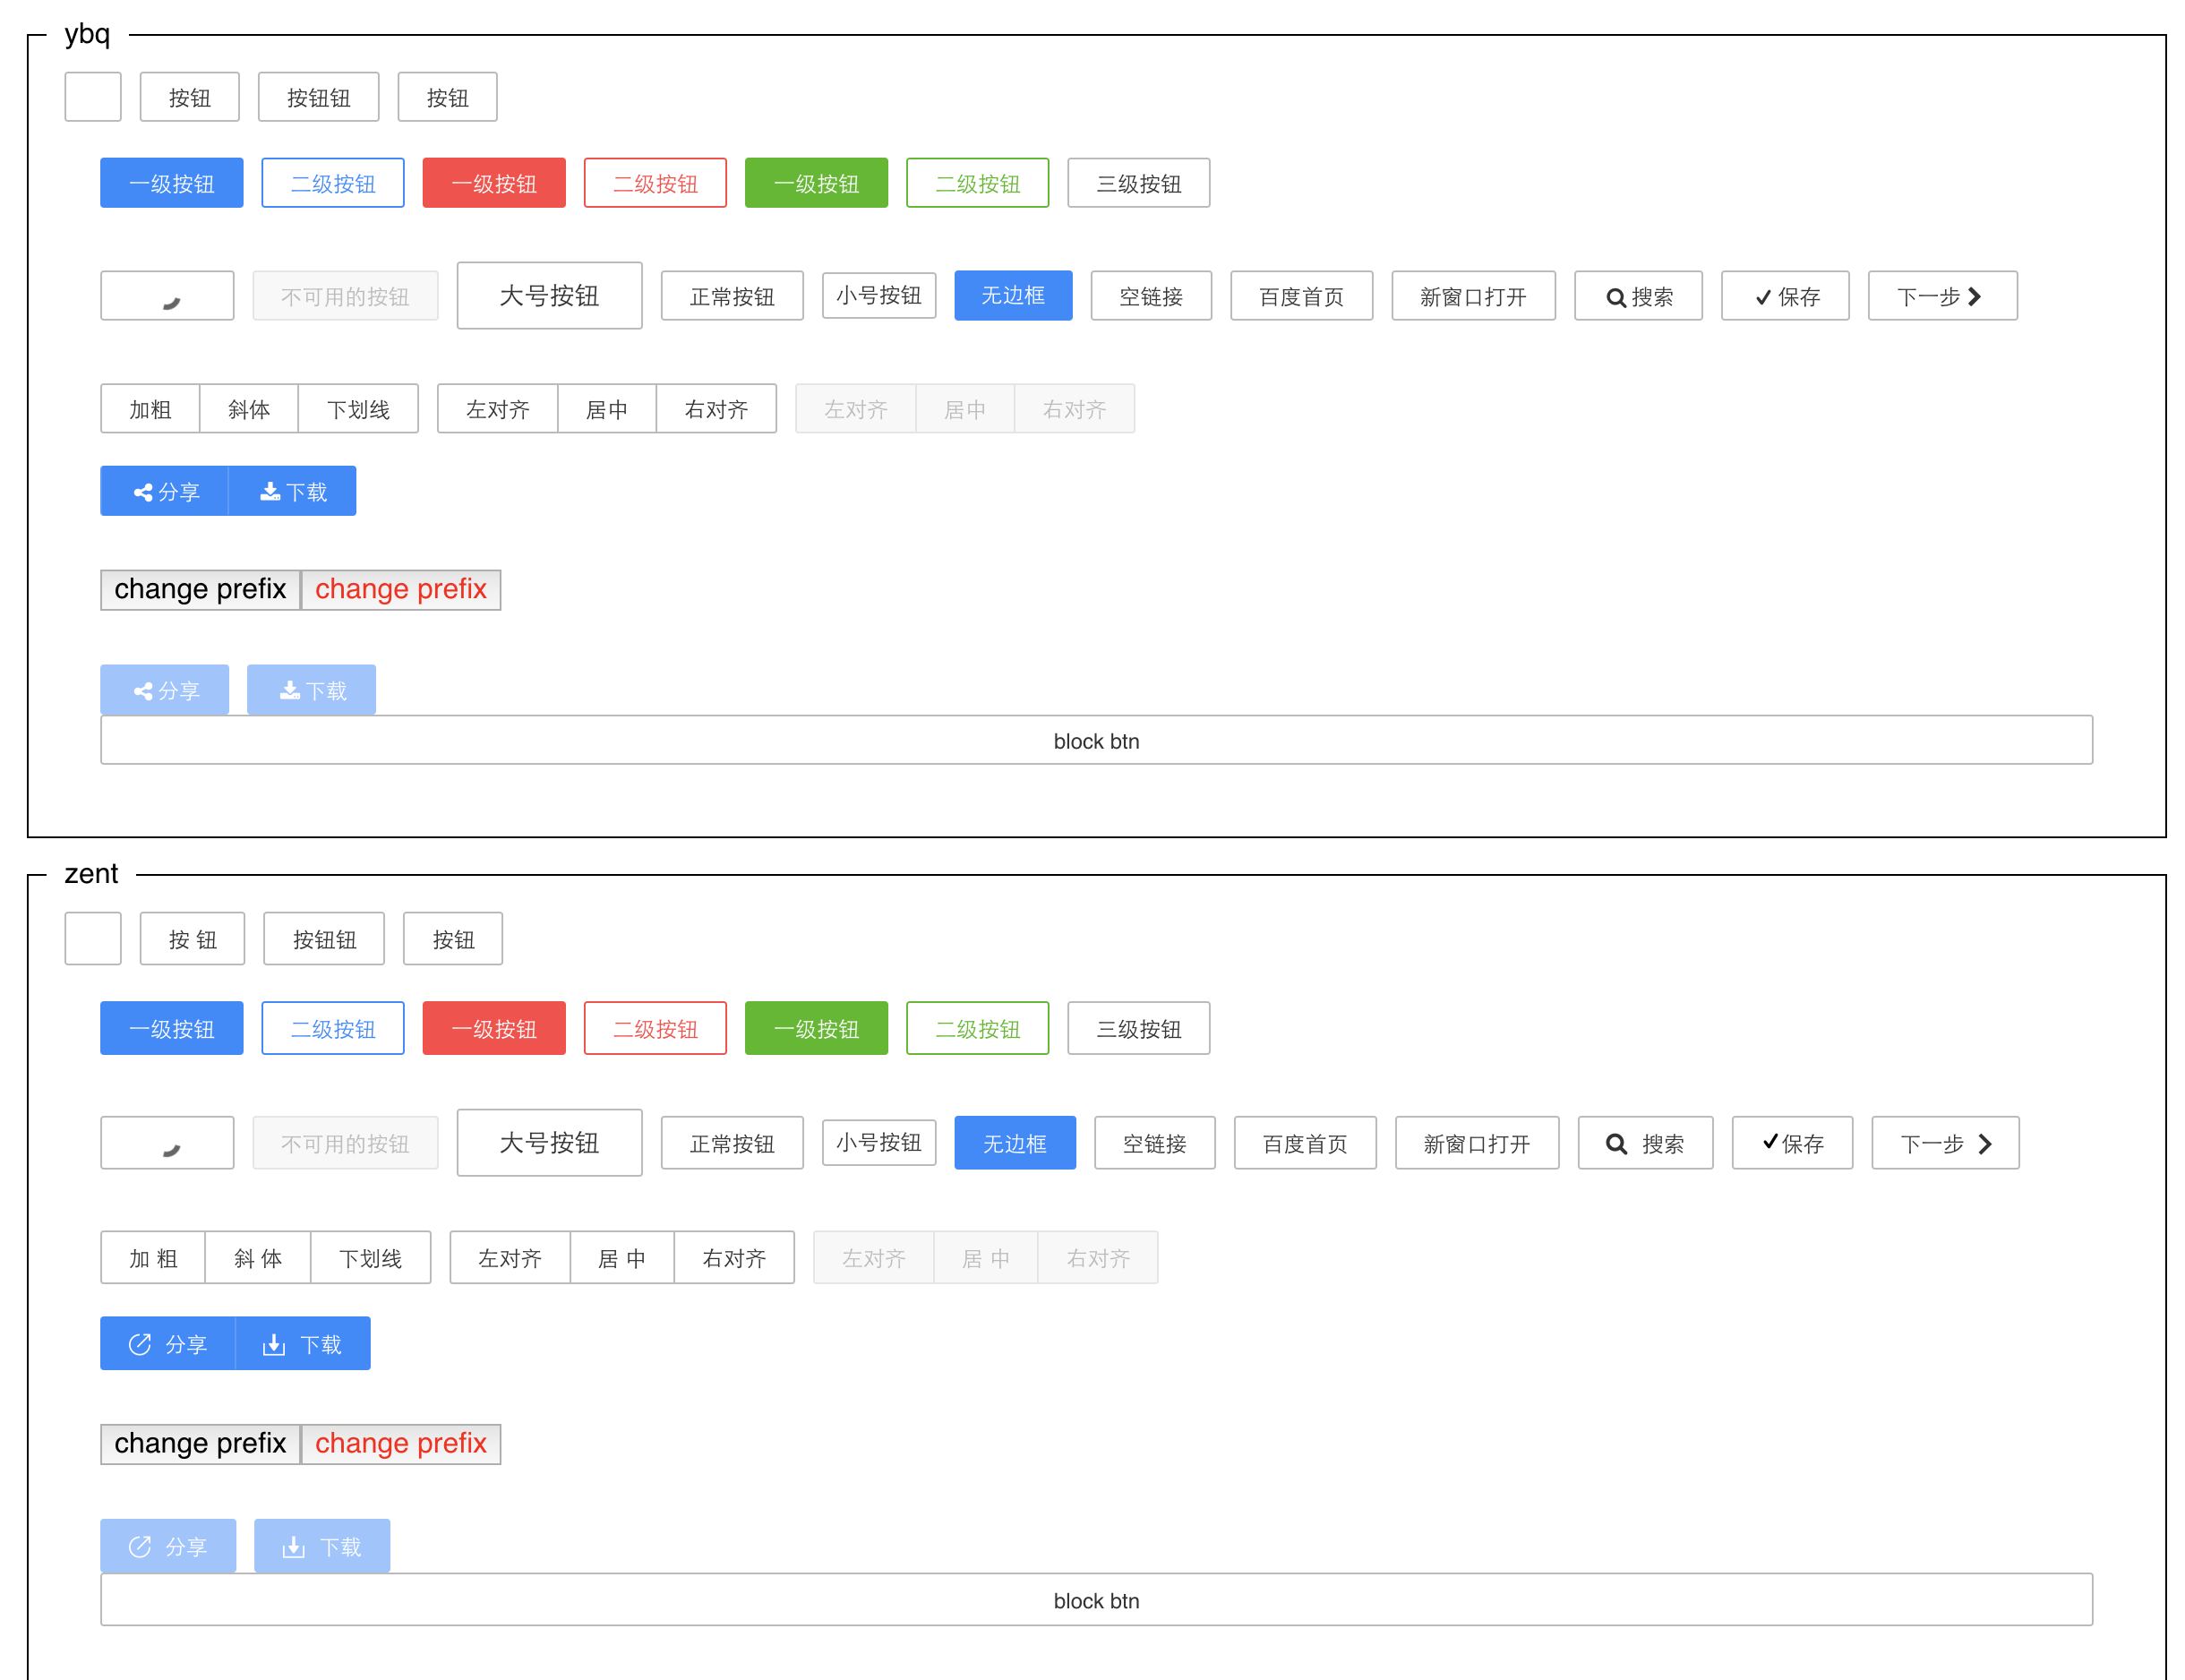 ybq
按钮 按钮钮 按钮
一级按钮 二级按钮 一级按钮 二级按钮 一级按钮 二级按钮 三级按钮
不可用的按钮 大号按钮 正常按钮 小号按钮 无边框 空链接 百度首页 新窗口打开 搜索 保存 下一步
加粗 斜体 下划线 左对齐 居中 右对齐 左对齐 居中 右对齐
分享 下载
change prefix change prefix
分享 下载
block btn
zent
按 钮 按钮钮 按钮
一级按钮 二级按钮 一级按钮 二级按钮 一级按钮 二级按钮 三级按钮
不可用的按钮 大号按钮 正常按钮 小号按钮 无边框 空链接 百度首页 新窗口打开 搜索 保存 下一步
加 粗 斜 体 下划线 左对齐 居 中 右对齐 左对齐 居 中 右对齐
分享 下载
change prefix change prefix
分享 下载
block btn